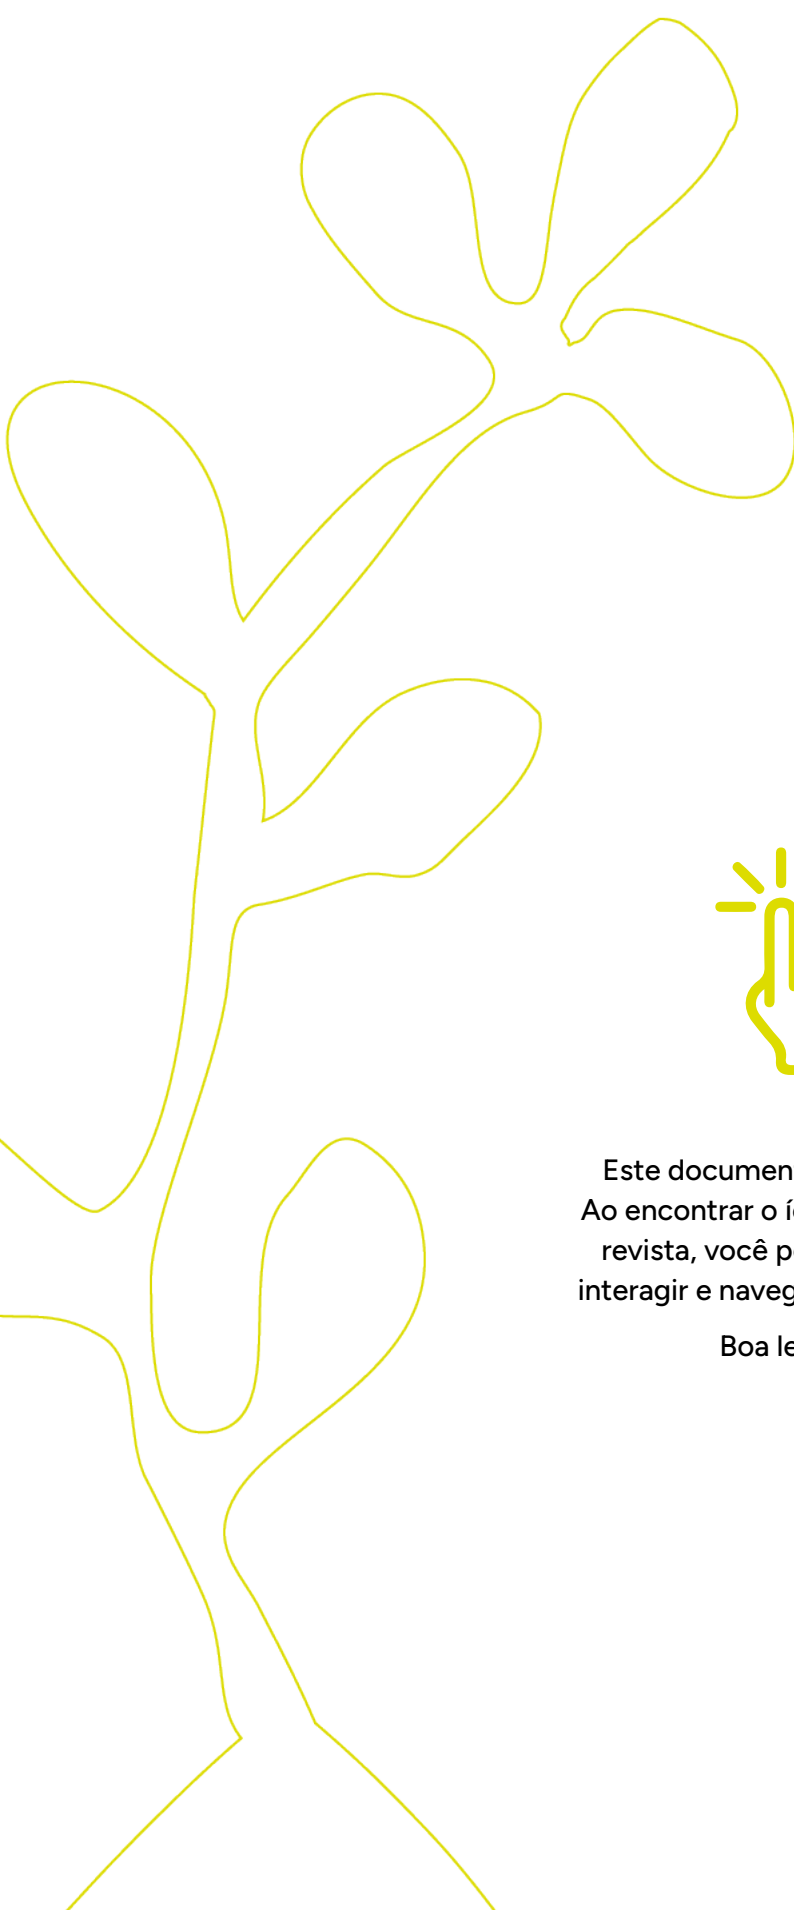 Este documen
Ao encontrar o í
revista, você p
interagir e naveg
Boa le